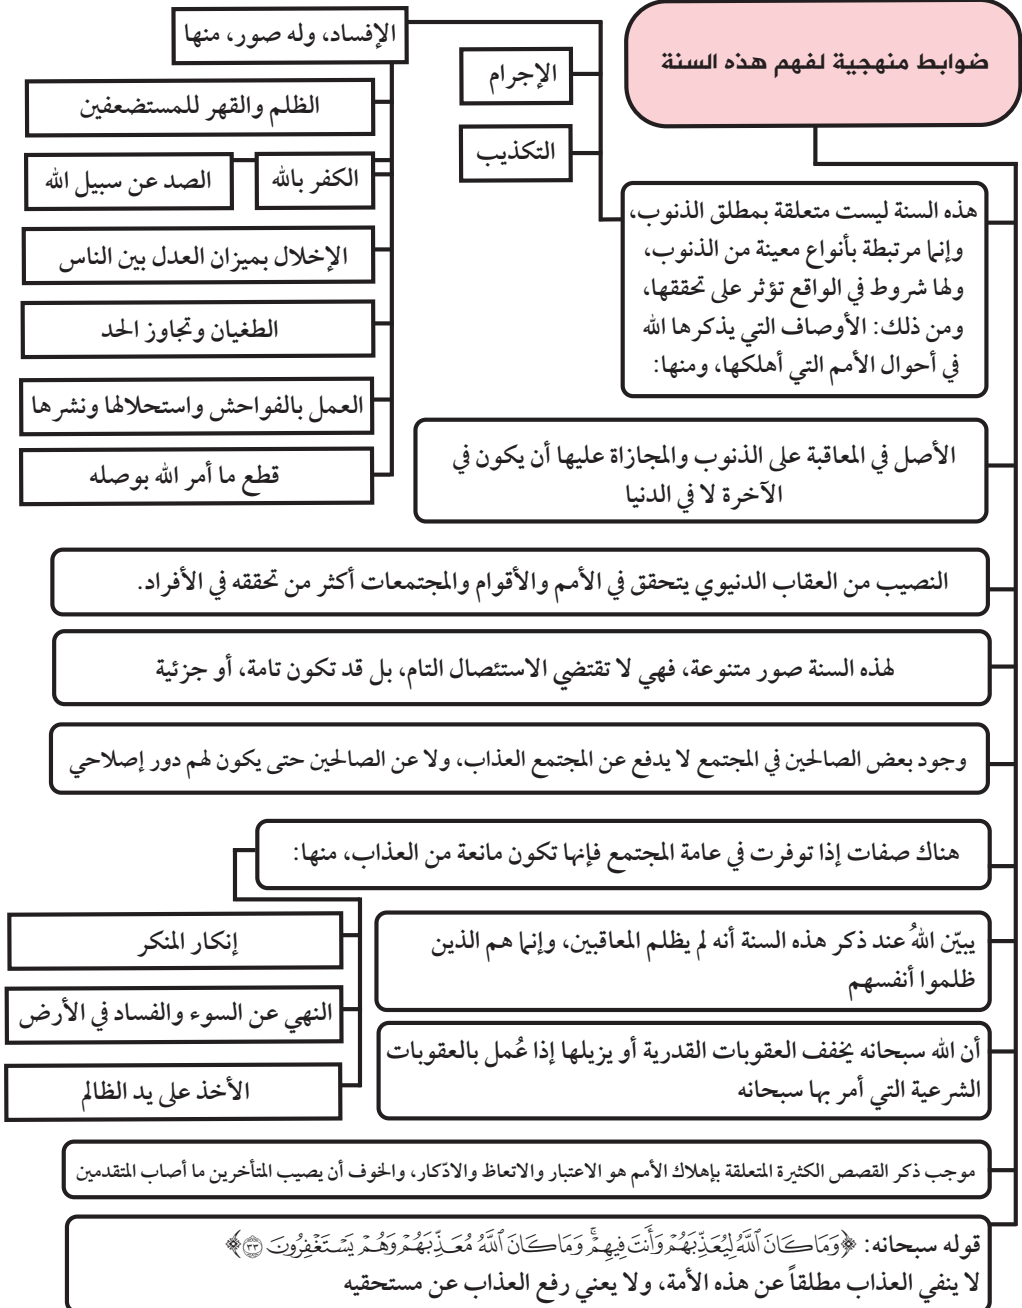 ضوابط منهجية لفهم هذه السنة
هذه السنة ليست متعلقة بمطلق الذنوب،
وإنما مرتبطة بأنواع معينة من الذنوب،
ولها شروط في الواقع تؤثر على تحققها،
ومن ذلك: الأوصاف التي يذكرها الله
في أحوال الأمم التي أهلكها، ومنها:
الإجرام
التكذيب
الإفساد، وله صور، منها
الظلم والقهر للمستضعفين
الكفر بالله
الصد عن سبيل الله
الإخلال بميزان العدل بين الناس
الطغيان وتجاوز الحد
العمل بالفواحش واستحلالها ونشرها
قطع ما أمر الله بوصله
الأصل في المعاقبة على الذنوب والمجازاة عليها أن يكون في
الآخرة لا في الدنيا
النصيب من العقاب الدنيوي يتحقق في الأمم والأقوام والمجتمعات أكثر من تحققه في الأفراد.
لهذه السنة صور متنوعة، فهي لا تقتضي الاستئصال التام، بل قد تكون تامة، أو جزئية
وجود بعض الصالحين في المجتمع لا يدفع عن المجتمع العذاب، ولا عن الصالحين حتى يكون لهم دور إصلاحي
هناك صفات إذا توفرت في عامة المجتمع فإنها تكون مانعة من العذاب، منها:
إنكار المنكر
النهي عن السوء والفساد في الأرض
الأخذ على يد الظالم
يبيّن اللهُ عند ذكر هذه السنة أنه لم يظلم المعاقبين، وإنما هم الذين
ظلموا أنفسهم
أن الله سبحانه يخفف العقوبات القدرية أو يزيلها إذا عُمل بالعقوبات
الشرعية التي أمر بها سبحانه
موجب ذكر القصص الكثيرة المتعلقة بإهلاك الأمم هو الاعتبار والاتعاظ والادّكار، والخوف أن يصيب المتأخرين ما أصاب المتقدمين
قوله سبحانه: ﴿وَمَا كَانَ ٱللَّهُ لِيُعَذِّبَهُمْ وَأَنتَ فِيهِمْ ۚ وَمَا كَانَ ٱللَّهُ مُعَذِّبَهُمْ وَهُمْ يَسْتَغْفِرُونَ ٣٣﴾
لا ينفي العذاب مطلقاً عن هذه الأمة، ولا يعني رفع العذاب عن مستحقيه